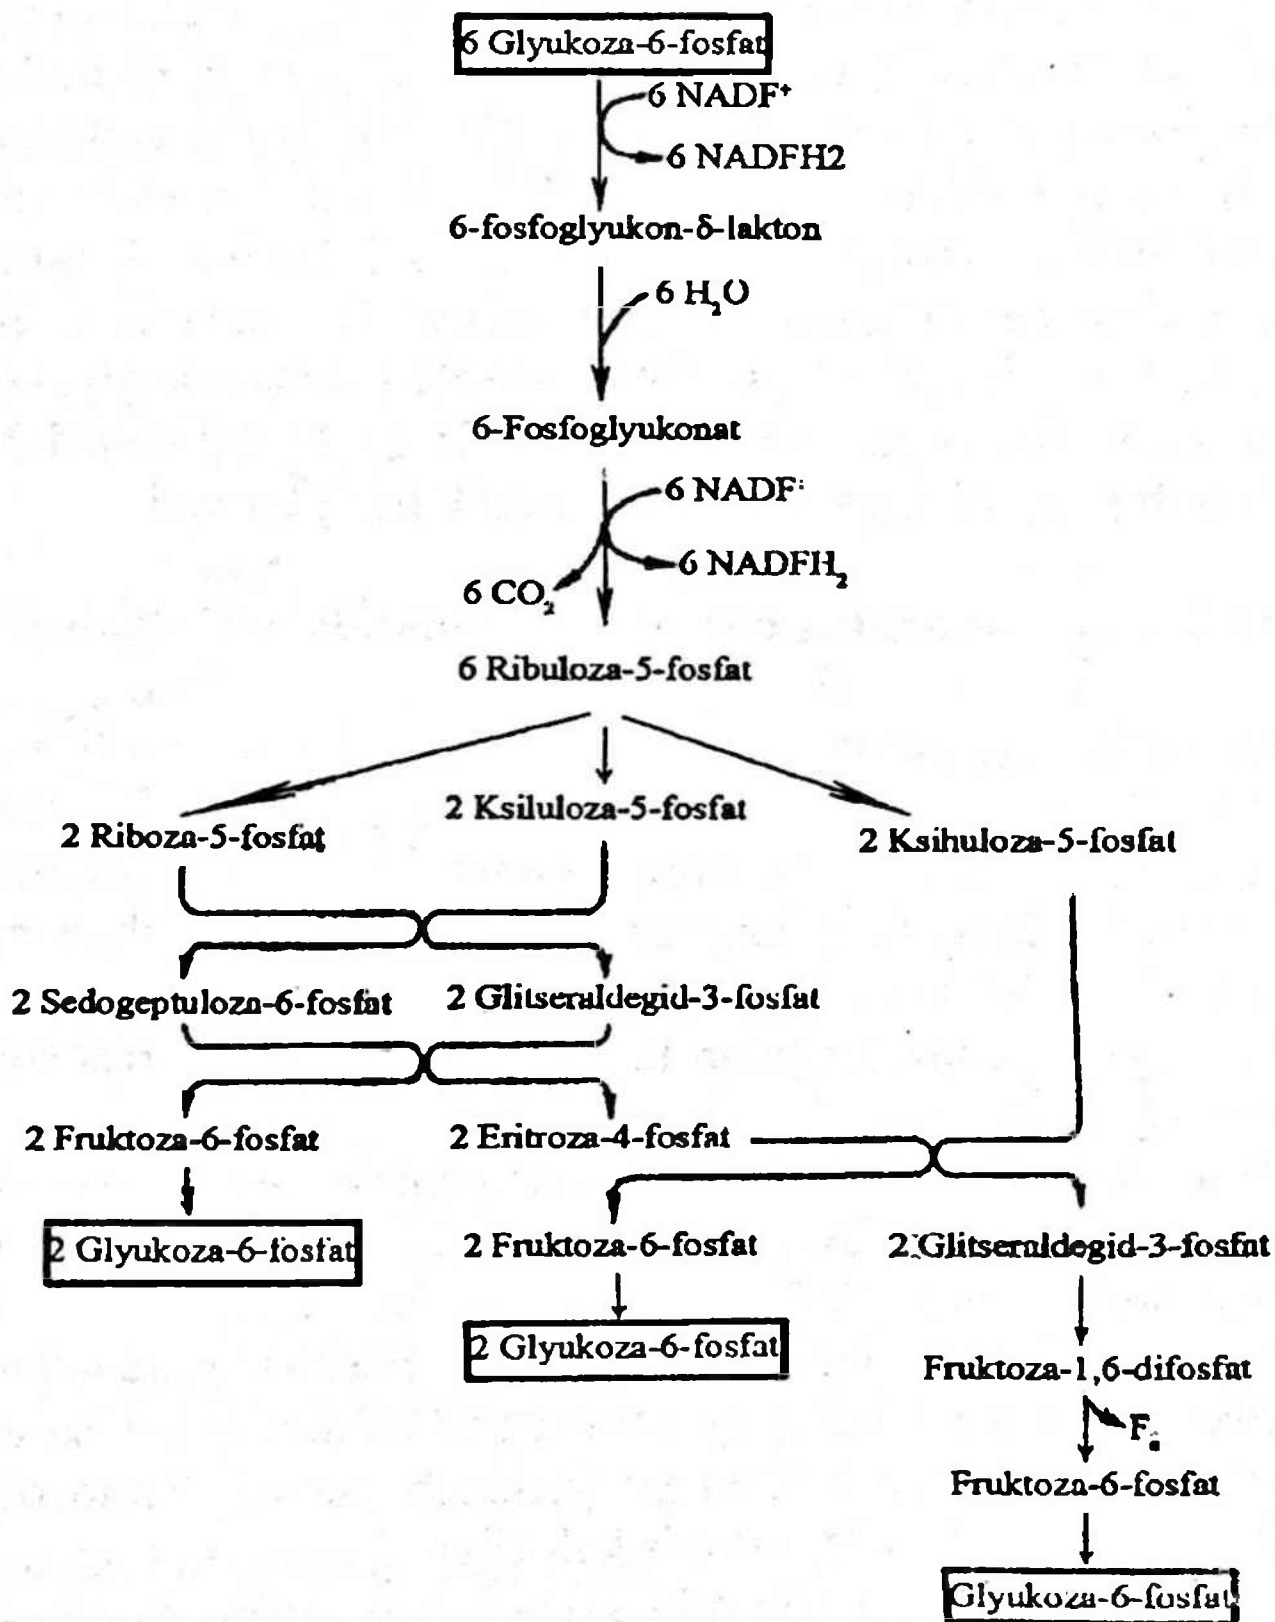 6 Glyukoza-6-fosfat
6 NADF⁺
6 NADFH2
6-fosfoglyukon-δ-lakton
6 H₂O
6-Fosfoglyukonat
6 NADF⁺
6 NADFH₂
6 CO₂
6 Ribuloza-5-fosfat
2 Riboza-5-fosfat
2 Ksiluloza-5-fosfat
2 Ksihuloza-5-fosfat
2 Sedogeptuloza-6-fosfat
2 Glitseraldegid-3-fosfat
2 Fruktoza-6-fosfat
2 Eritroza-4-fosfat
2 Glyukoza-6-fosfat
2 Fruktoza-6-fosfat
2 Glitseraldegid-3-fosfat
2 Glyukoza-6-fosfat
Fruktoza-1,6-difosfat
Fₐ
Fruktoza-6-fosfat
Glyukoza-6-fosfat